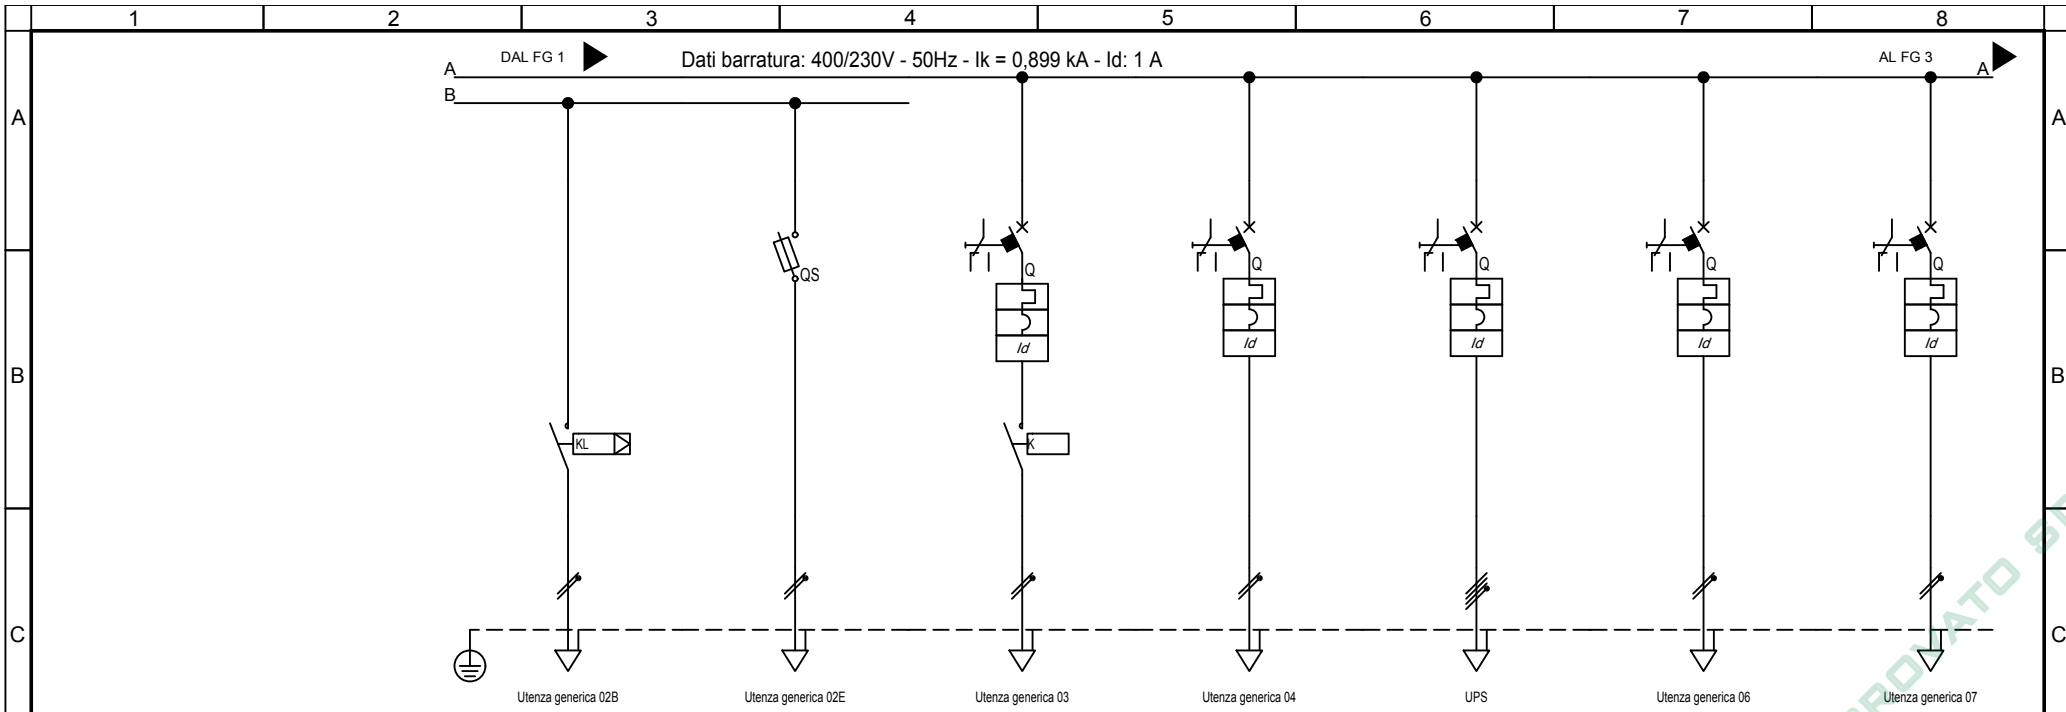 1 2 3 4 5 6 7 8
DAL FG 1 Dati barratura: 400/230V - 50Hz - Ik = 0,899 kA - Id: 1 A AL FG 3
A A
B
A A
QS Q Q Q Q Q
Id Id Id Id Id
B B
KL K
C C
Utenza generica 02B Utenza generica 02E Utenza generica 03 Utenza generica 04 UPS Utenza generica 06 Utenza generica 07